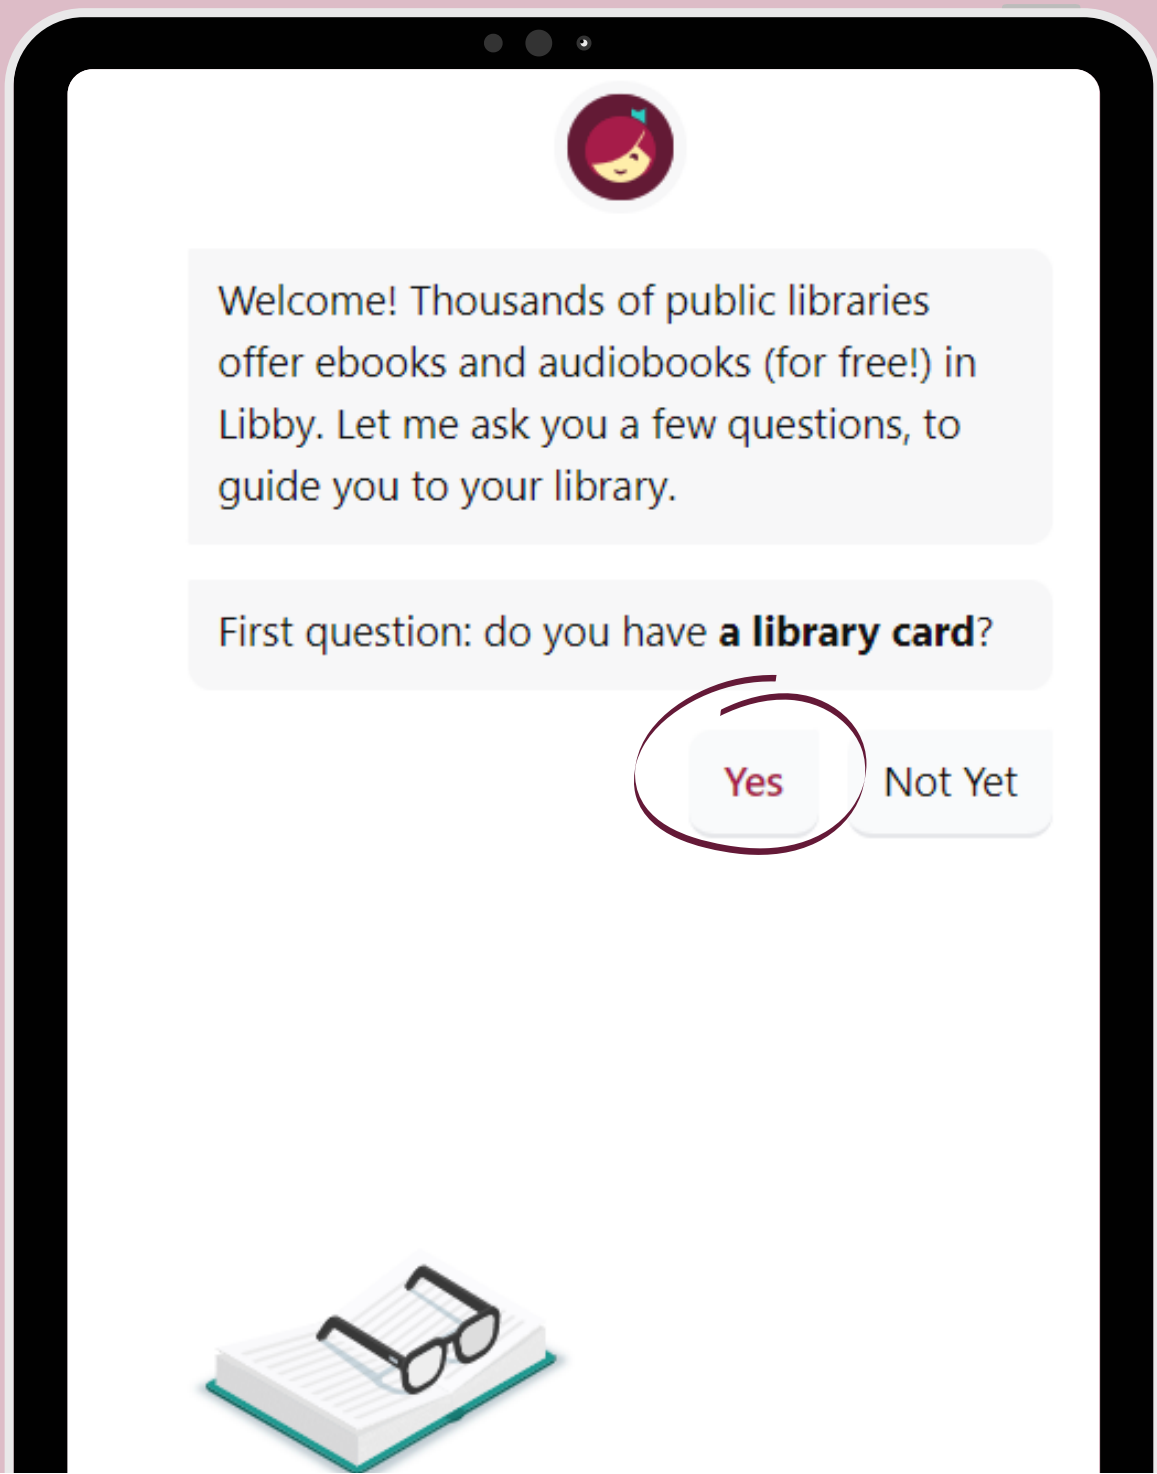 Welcome! Thousands of public libraries
offer ebooks and audiobooks (for free!) in
Libby. Let me ask you a few questions, to
guide you to your library.
First question: do you have a library card?
Yes
Not Yet